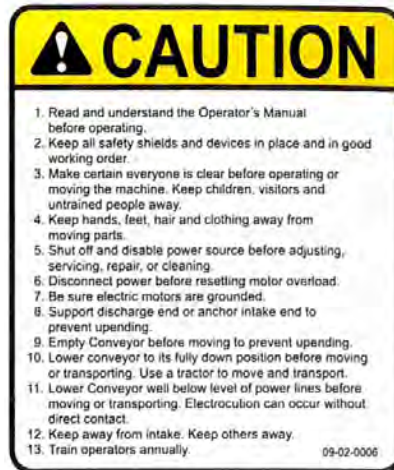 CAUTION
1. Read and understand the Operator's Manual
before operating.
2. Keep all safety shields and devices in place and in good
working order.
3. Make certain everyone is clear before operating or
moving the machine. Keep children, visitors and
untrained people away.
4. Keep hands, feet, hair and clothing away from
moving parts.
5. Shut off and disable power source before adjusting,
servicing, repair, or cleaning.
6. Disconnect power before resetting motor overload.
7. Be sure electric motors are grounded.
8. Support discharge end or anchor intake end to
prevent upending.
9. Empty Conveyor before moving to prevent upending.
10. Lower conveyor to its fully down position before moving
or transporting. Use a tractor to move and transport.
11. Lower Conveyor well below level of power lines before
moving or transporting. Electrocution can occur without
direct contact.
12. Keep away from intake. Keep others away.
13. Train operators annually. 09-02-0006